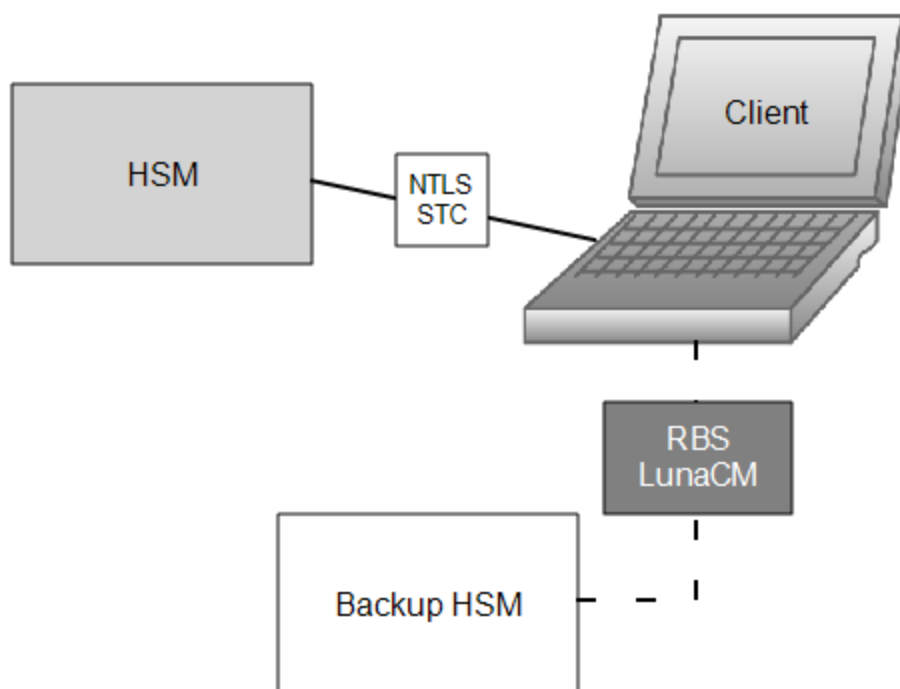 HSM
NTLS
STC
Client
RBS
LunaCM
Backup HSM